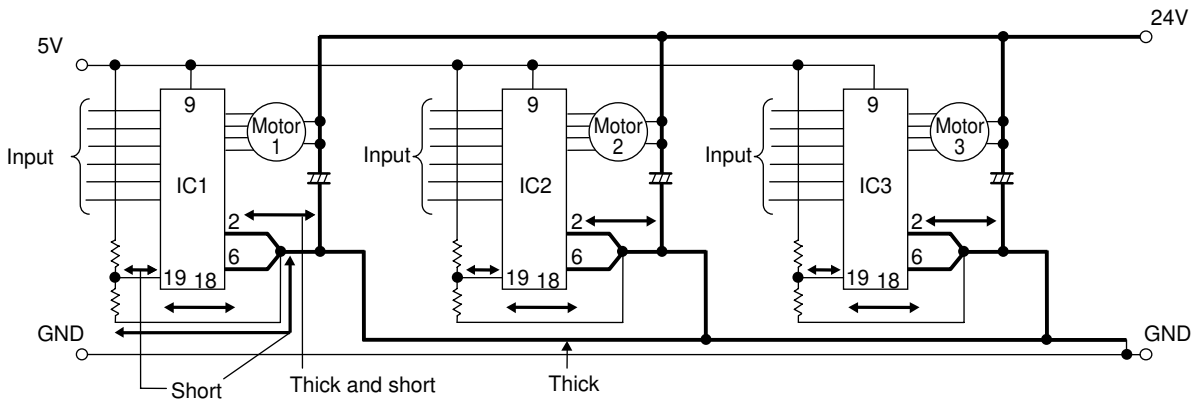 24V
5V
9
9
9
Motor
1
Motor
2
Motor
3
Input
Input
Input
IC1
IC2
IC3
2
2
2
6
6
6
19 18
19 18
19 18
GND
GND
Short
Thick and short
Thick